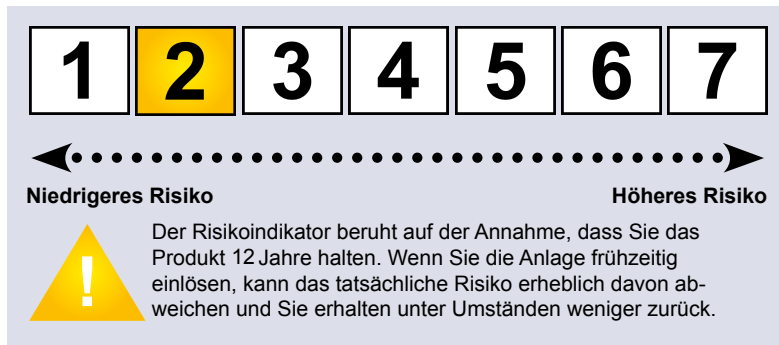 1 2 3 4 5 6 7
Niedrigeres Risiko Höheres Risiko
!
Der Risikoindikator beruht auf der Annahme, dass Sie das
Produkt 12 Jahre halten. Wenn Sie die Anlage frühzeitig
einlösen, kann das tatsächliche Risiko erheblich davon ab-
weichen und Sie erhalten unter Umständen weniger zurück.